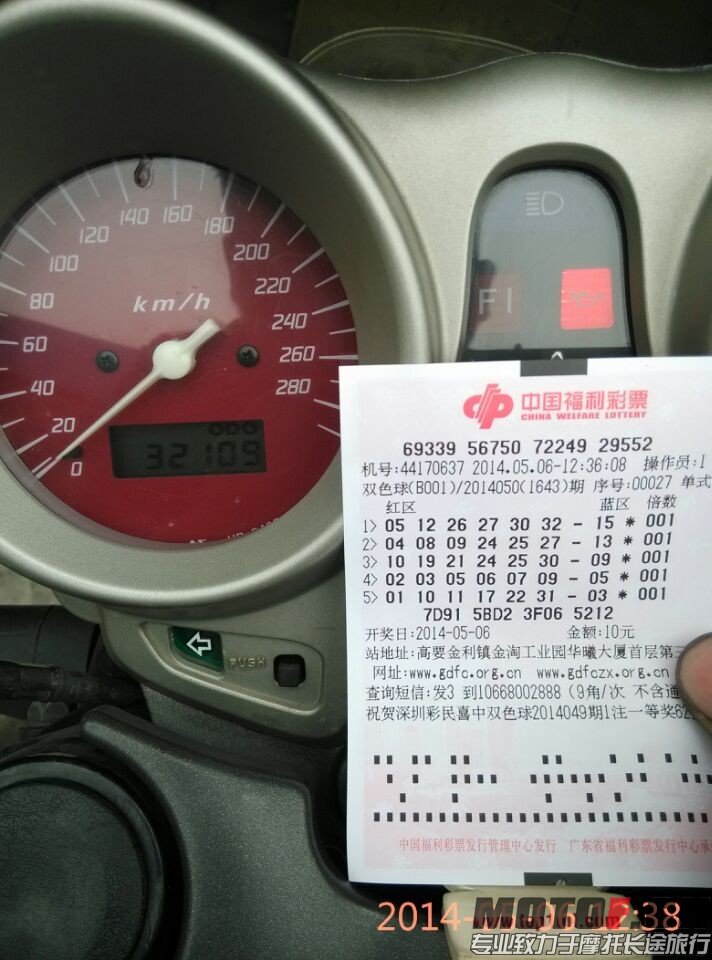 0
20
40
60
80
100
120
140
160
180
200
220
240
260
280
km/h
ODO
32109
FI
PUSH
中国福利彩票
CHINA WELFARE LOTTERY
69339 56750 72249 29552
机号:44170637 2014.05.06-12:36:08 操作员:1
双色球(B001)/2014050(1643)期 序号:00027 单式
红区 蓝区 倍数
1> 05 12 26 27 30 32 - 15 * 001
2> 04 08 09 24 25 27 - 13 * 001
3> 10 19 21 24 25 30 - 09 * 001
4> 02 03 05 06 07 09 - 05 * 001
5> 01 10 11 17 22 31 - 03 * 001
7D91 5BD2 3F06 5212
开奖日:2014-05-06 金额:10元
站地址:高要金利镇金淘工业园华曦大厦首层第三
网址:www.gdfc.org.cn www.gdfczx.org.cn
查询短信:发3 到10668002888 (9角/次 不含通
祝贺深圳彩民喜中双色球2014049期1注一等奖62
中国福利彩票发行管理中心发行 广东省福利彩票发行中心承
2014-05-06 12:38
专业致力于摩托长途旅行